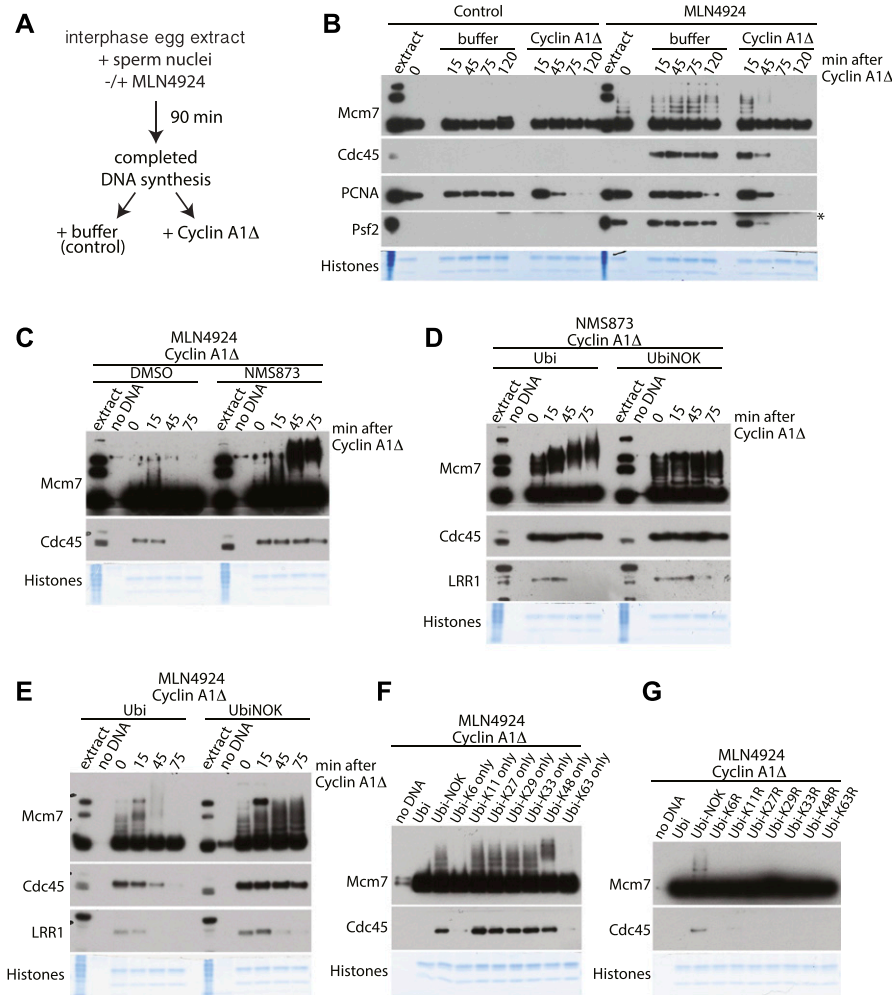 A
interphase egg extract
+ sperm nuclei
-/+ MLN4924
90 min
completed
DNA synthesis
+ buffer
(control)
+ Cyclin A1Δ
B
Control
MLN4924
buffer
Cyclin A1Δ
buffer
Cyclin A1Δ
extract
0
15
45
75
120
15
45
75
120
extract
0
15
45
75
120
15
45
75
120
min after
Cyclin A1Δ
Mcm7
Cdc45
PCNA
Psf2
*
Histones
C
MLN4924
Cyclin A1Δ
DMSO
NMS873
extract
no DNA
0
15
45
75
extract
no DNA
0
15
45
75
min after
Cyclin A1Δ
Mcm7
Cdc45
Histones
D
NMS873
Cyclin A1Δ
Ubi
UbiNOK
extract
no DNA
0
15
45
75
extract
no DNA
0
15
45
75
min after
Cyclin A1Δ
Mcm7
Cdc45
LRR1
Histones
E
MLN4924
Cyclin A1Δ
Ubi
UbiNOK
extract
no DNA
0
15
45
75
extract
no DNA
0
15
45
75
min after
Cyclin A1Δ
Mcm7
Cdc45
LRR1
Histones
F
MLN4924
Cyclin A1Δ
no DNA
Ubi
Ubi-NOK
Ubi-K6 only
Ubi-K11 only
Ubi-K27 only
Ubi-K29 only
Ubi-K33 only
Ubi-K48 only
Ubi-K63 only
Mcm7
Cdc45
Histones
G
MLN4924
Cyclin A1Δ
no DNA
Ubi
Ubi-NOK
Ubi-K6R
Ubi-K11R
Ubi-K27R
Ubi-K29R
Ubi-K33R
Ubi-K48R
Ubi-K63R
Mcm7
Cdc45
Histones